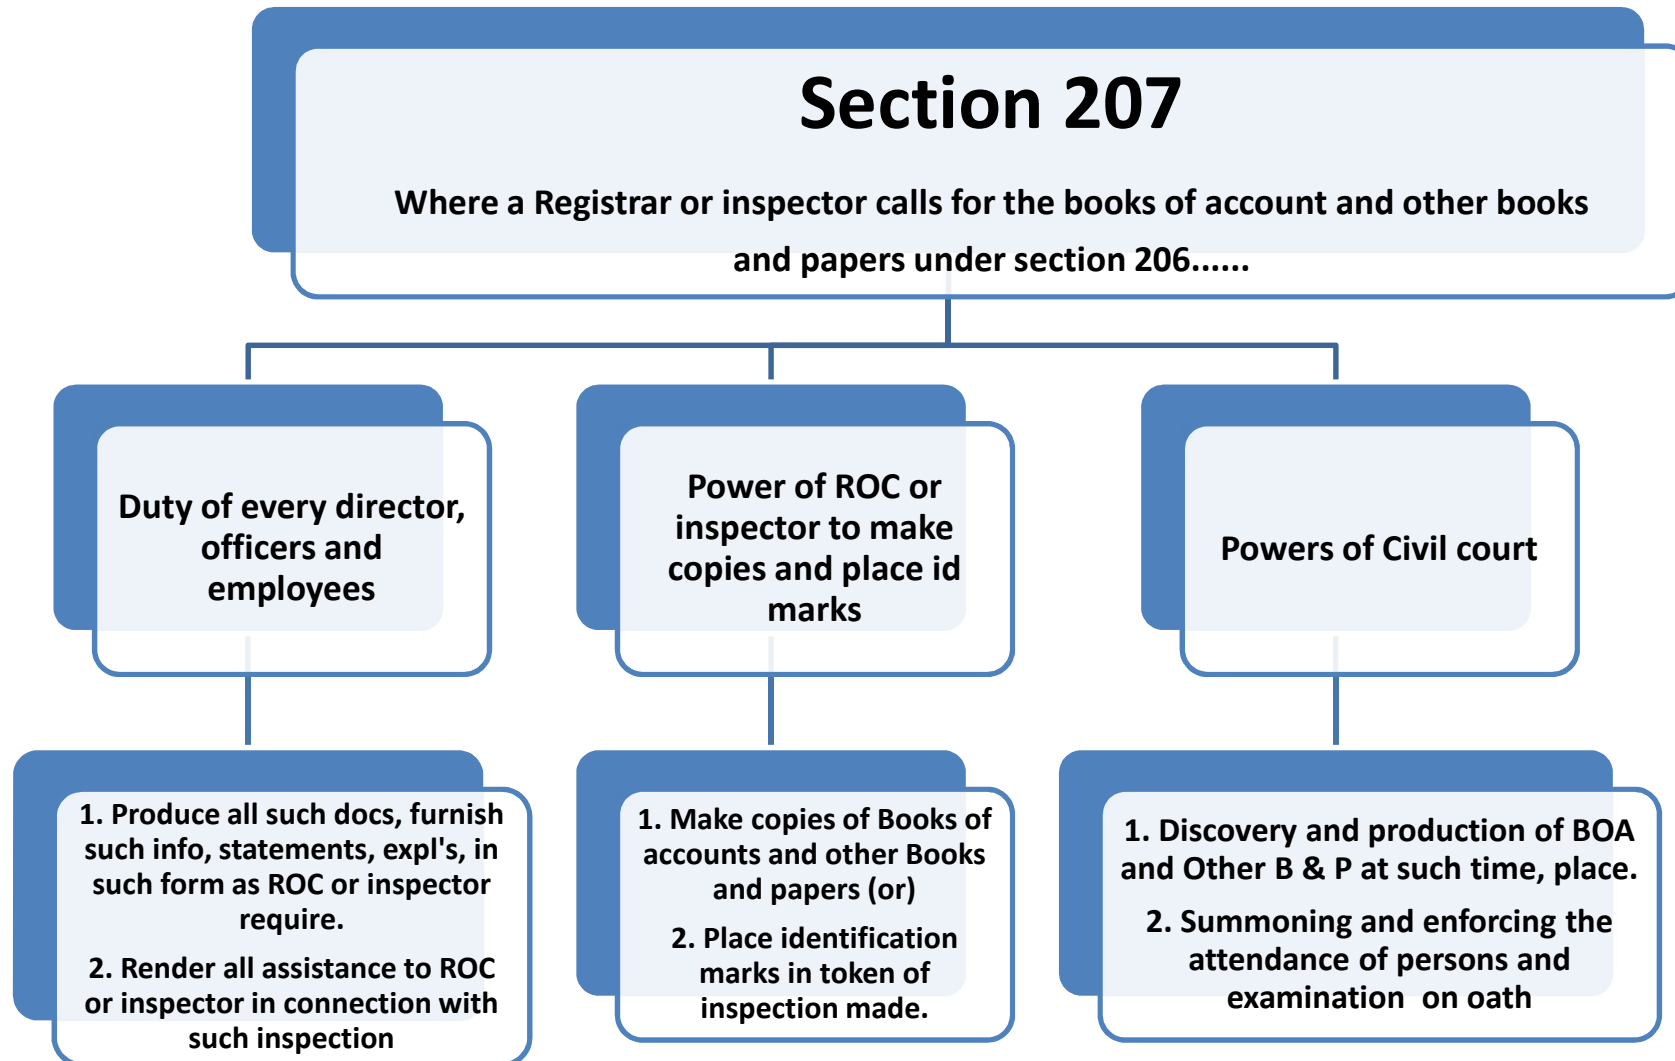 Section 207
Where a Registrar or inspector calls for the books of account and other books
and papers under section 206......
Duty of every director,
officers and
employees
Power of ROC or
inspector to make
copies and place id
marks
Powers of Civil court
1. Produce all such docs, furnish
such info, statements, expl's, in
such form as ROC or inspector
require.
2. Render all assistance to ROC
or inspector in connection with
such inspection
1. Make copies of Books of
accounts and other Books
and papers (or)
2. Place identification
marks in token of
inspection made.
1. Discovery and production of BOA
and Other B & P at such time, place.
2. Summoning and enforcing the
attendance of persons and
examination on oath